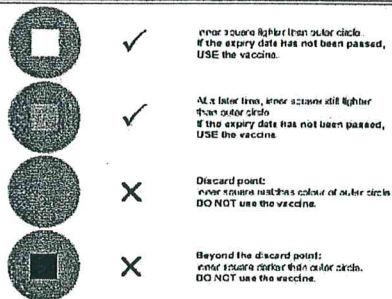 Inner square lighter than outer circle.
If the expiry date has not been passed,
USE the vaccine.
At a later time, inner square still lighter
than outer circle.
If the expiry date has not been passed,
USE the vaccine.
Discard point:
Inner square matches colour of outer circle.
DO NOT use the vaccine.
Beyond the discard point:
Inner square darker than outer circle.
DO NOT use the vaccine.